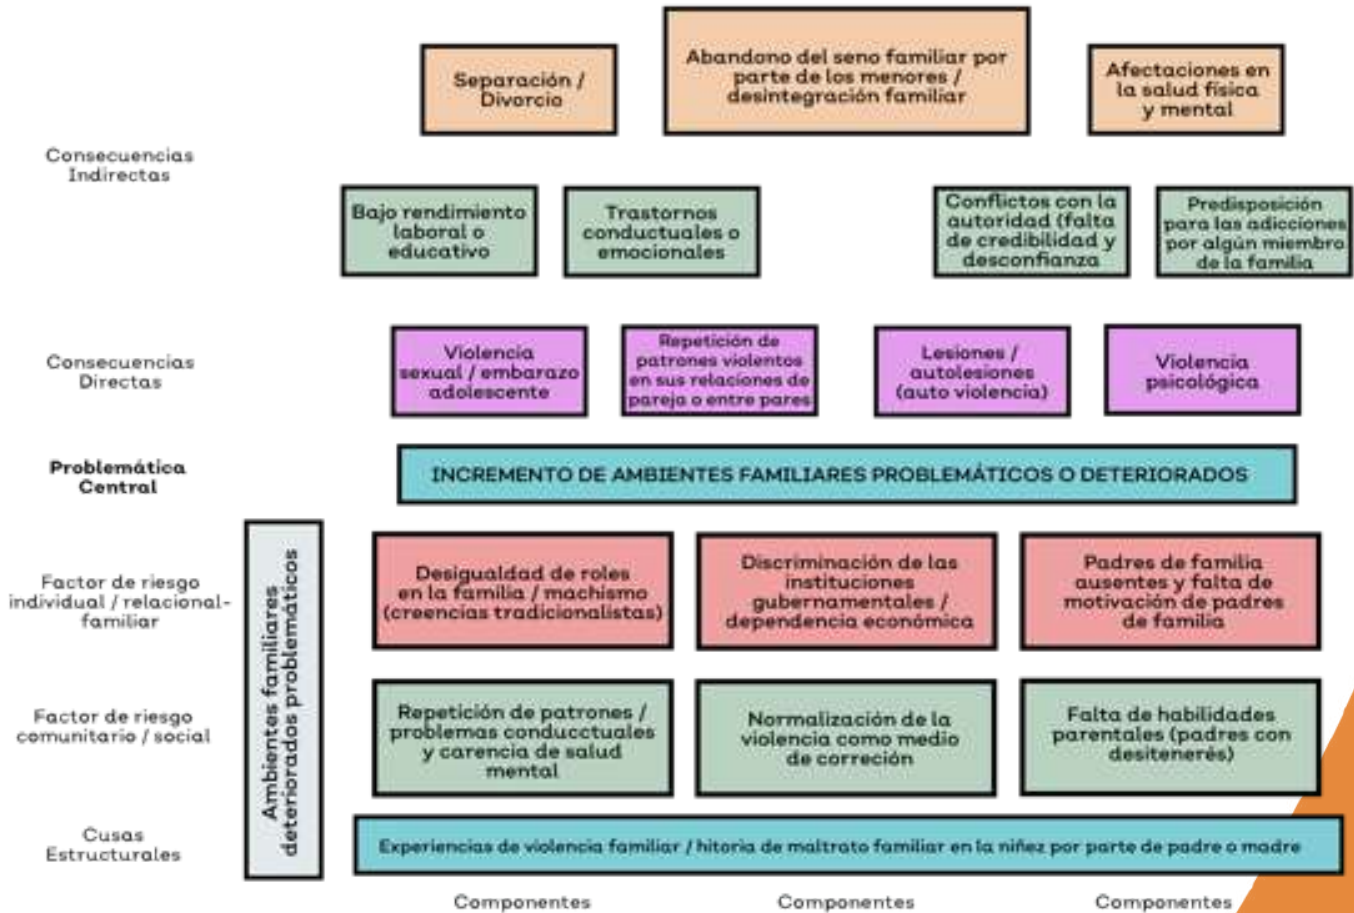 Separación /
Divorcio
Abandono del seno familiar por
parte de los menores /
desintegración familiar
Afectaciones en
la salud física
y mental
Consecuencias
Indirectas
Bajo rendimiento
laboral o
educativo
Trastornos
conductuales o
emocionales
Conflictos con la
autoridad (falta
de credibilidad y
desconfianza
Predisposición
para las adicciones
por algún miembro
de la familia
Consecuencias
Directas
Violencia
sexual / embarazo
adolescente
Repetición de
patrones violentos
en sus relaciones de
pareja o entre pares
Lesiones /
autolesiones
(auto violencia)
Violencia
psicológica
Problemática
Central
INCREMENTO DE AMBIENTES FAMILIARES PROBLEMÁTICOS O DETERIORADOS
Ambientes familiares
deteriorados problemáticos
Factor de riesgo
individual / relacional-
familiar
Desigualdad de roles
en la familia / machismo
(creencias tradicionalistas)
Discriminación de las
instituciones
gubernamentales /
dependencia económica
Padres de familia
ausentes y falta de
motivación de padres
de familia
Factor de riesgo
comunitario / social
Repetición de patrones /
problemas conducctuales
y carencia de salud
mental
Normalización de la
violencia como medio
de correción
Falta de habilidades
parentales (padres con
desitenerés)
Cusas
Estructurales
Experiencias de violencia familiar / hitoria de maltrato familiar en la niñez por parte de padre o madre
Componentes
Componentes
Componentes